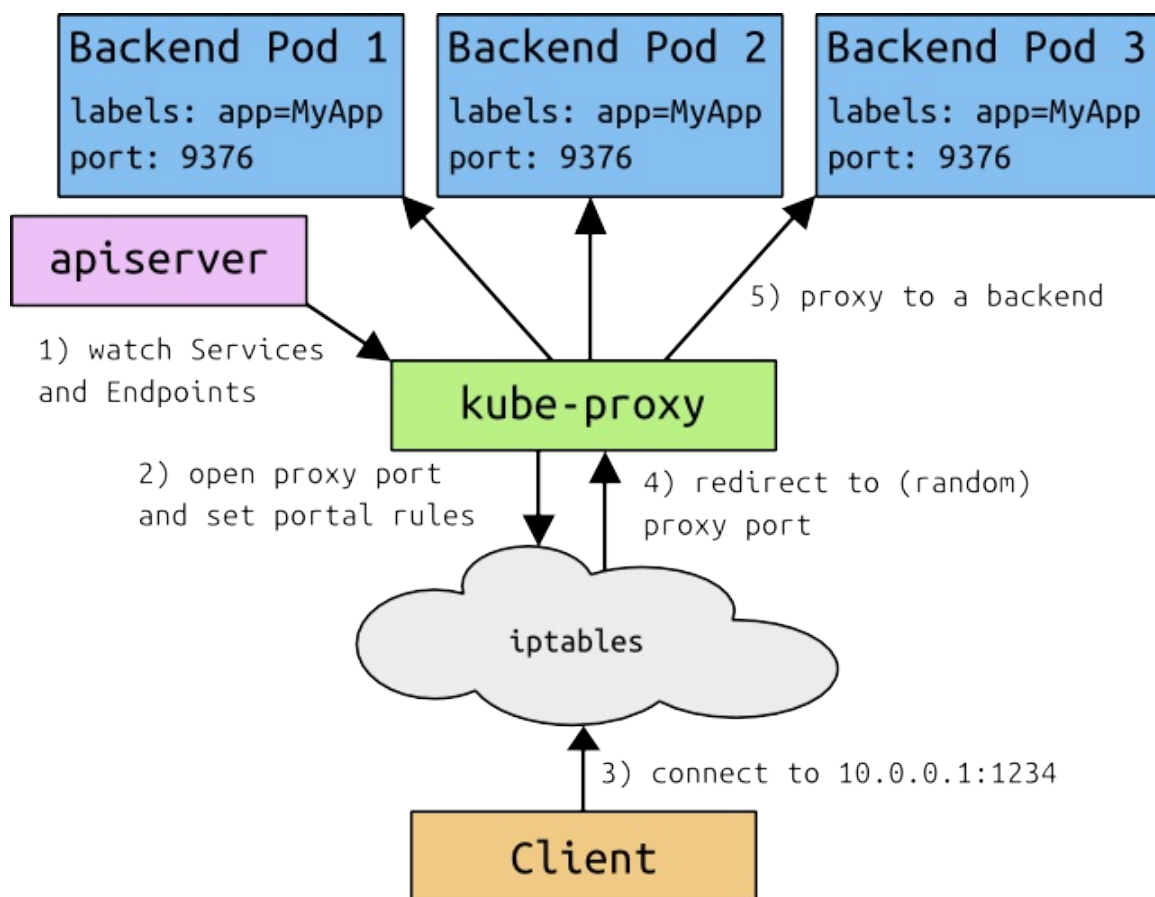 Backend Pod 1
labels: app=MyApp
port: 9376
Backend Pod 2
labels: app=MyApp
port: 9376
Backend Pod 3
labels: app=MyApp
port: 9376
apiserver
1) watch Services
and Endpoints
5) proxy to a backend
kube-proxy
2) open proxy port
and set portal rules
4) redirect to (random)
proxy port
iptables
3) connect to 10.0.0.1:1234
Client